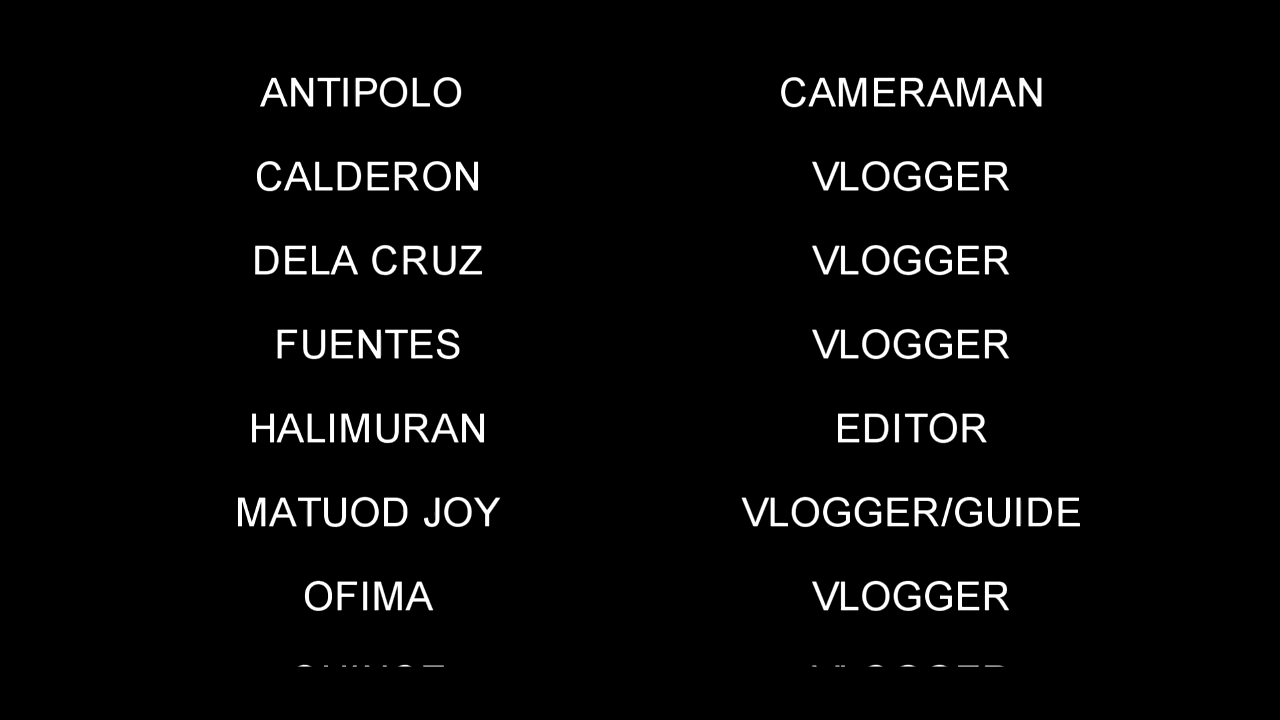 ANTIPOLO CAMERAMAN
CALDERON VLOGGER
DELA CRUZ VLOGGER
FUENTES VLOGGER
HALIMURAN EDITOR
MATUOD JOY VLOGGER/GUIDE
OFIMA VLOGGER